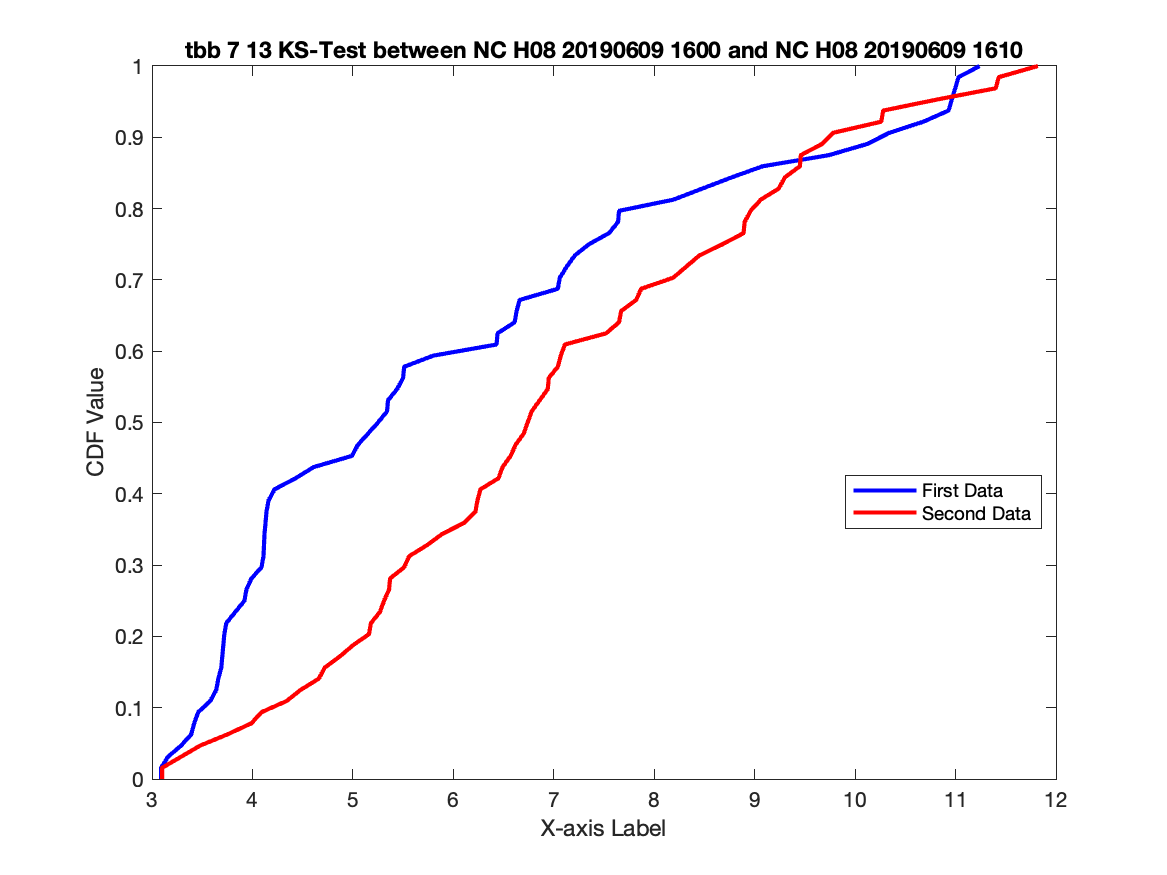 tbb 7 13 KS-Test between NC H08 20190609 1600 and NC H08 20190609 1610
1
0.9
0.8
0.7
0.6
0.5
0.4
0.3
0.2
0.1
0
CDF Value
First Data
Second Data
3 4 5 6 7 8 9 10 11 12
X-axis Label